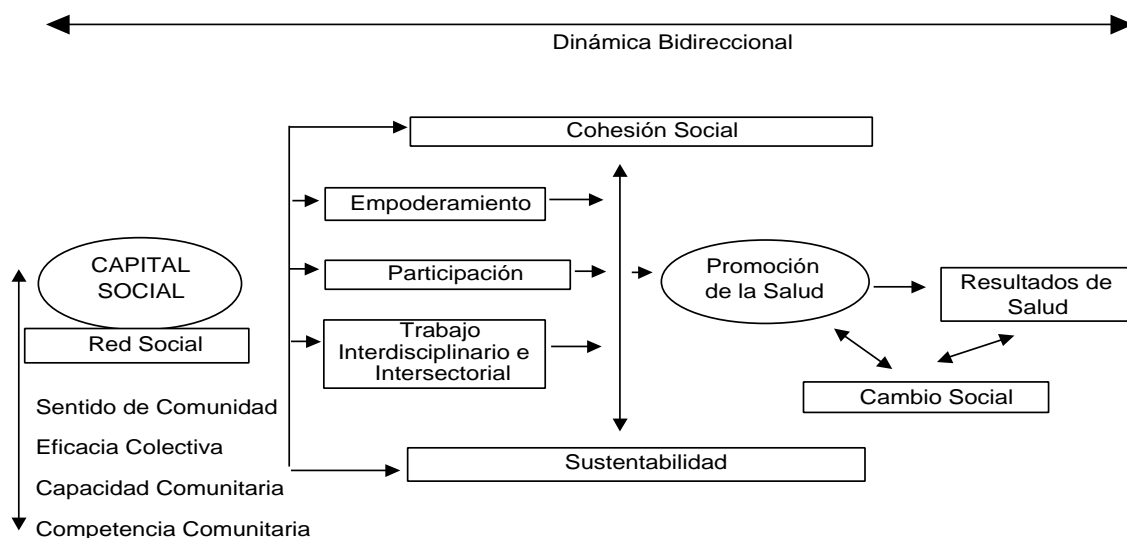 Dinámica Bidireccional
Cohesión Social
Empoderamiento
CAPITAL
SOCIAL
Red Social
Participación
Trabajo
Interdisciplinario e
Intersectorial
Promoción
de la Salud
Resultados de
Salud
Cambio Social
Sentido de Comunidad
Eficacia Colectiva
Capacidad Comunitaria
Competencia Comunitaria
Sustentabilidad